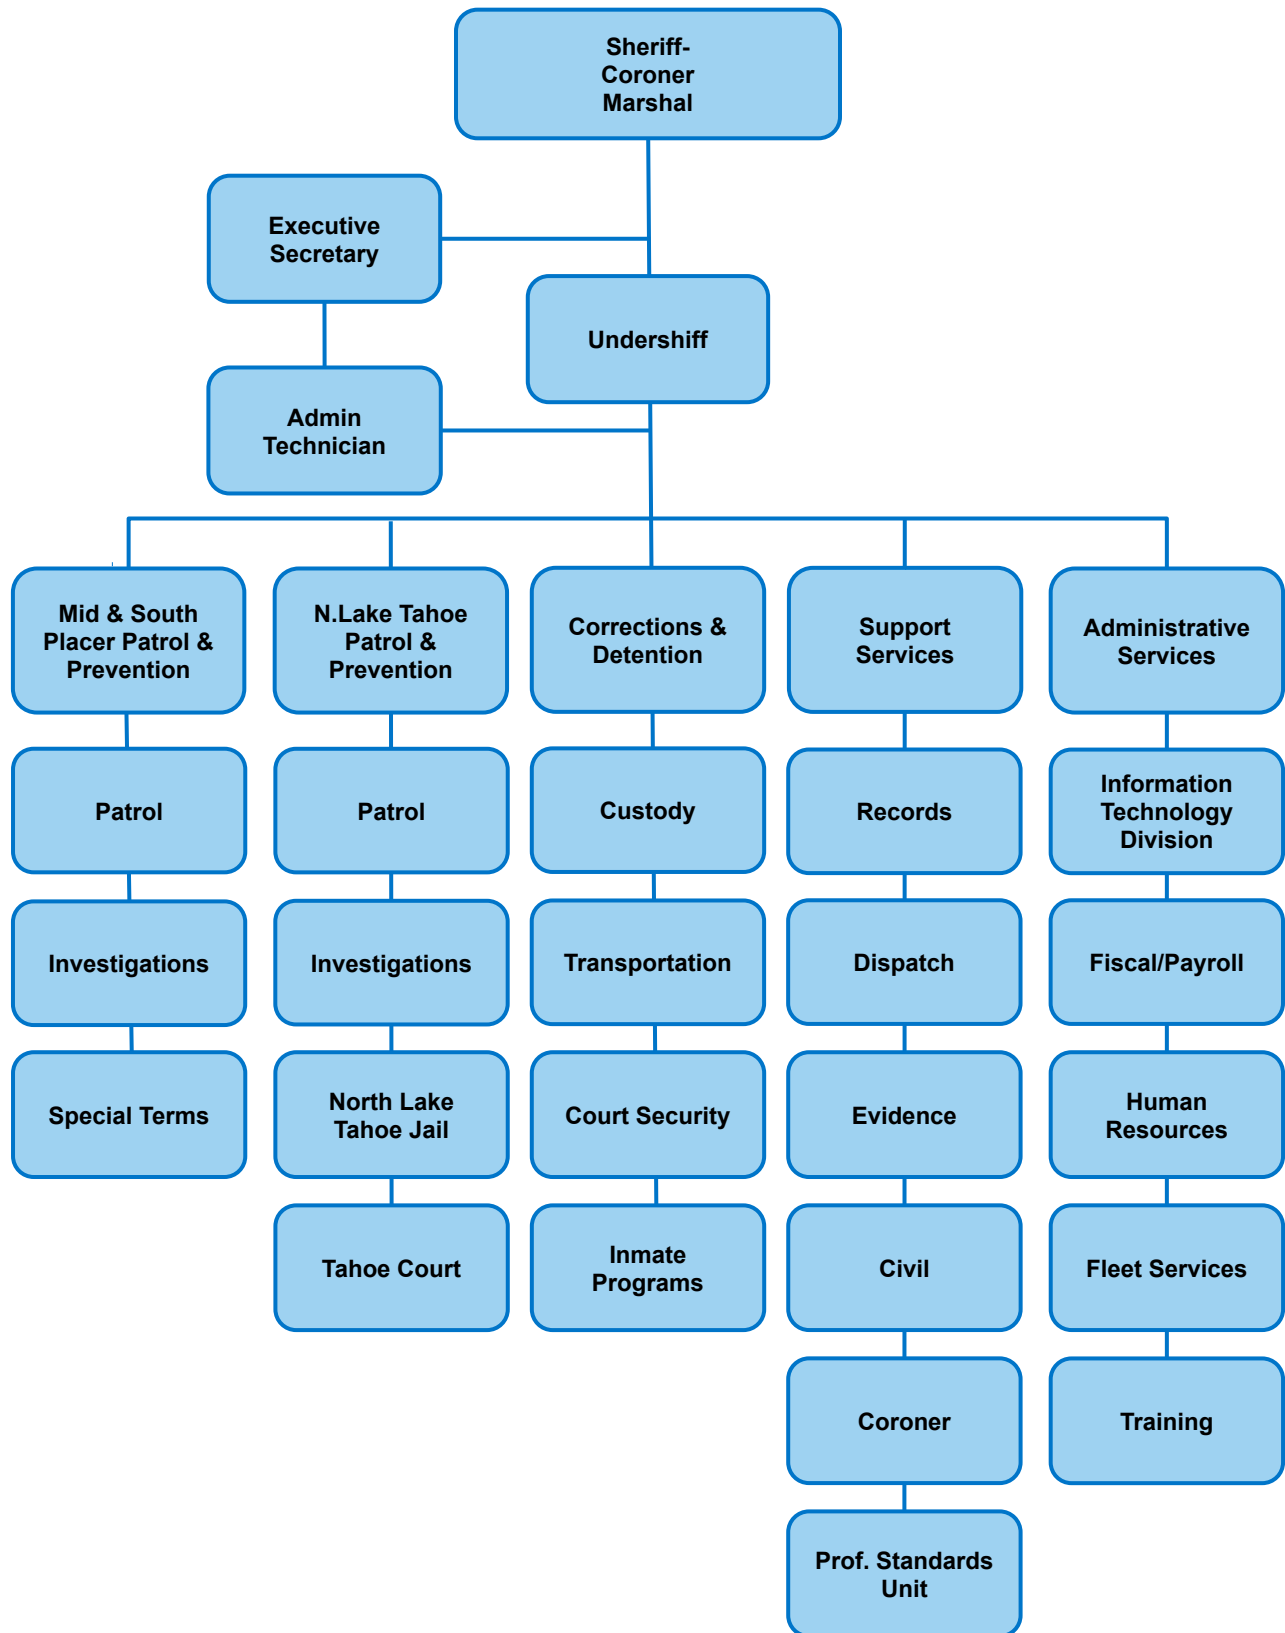 Sheriff-
Coroner
Marshal
Executive
Secretary
Undershiff
Admin
Technician
Mid & South
Placer Patrol &
Prevention
N.Lake Tahoe
Patrol &
Prevention
Corrections &
Detention
Support
Services
Administrative
Services
Patrol
Patrol
Custody
Records
Information
Technology
Division
Investigations
Investigations
Transportation
Dispatch
Fiscal/Payroll
Special Terms
North Lake
Tahoe Jail
Court Security
Evidence
Human
Resources
Tahoe Court
Inmate
Programs
Civil
Fleet Services
Coroner
Training
Prof. Standards
Unit